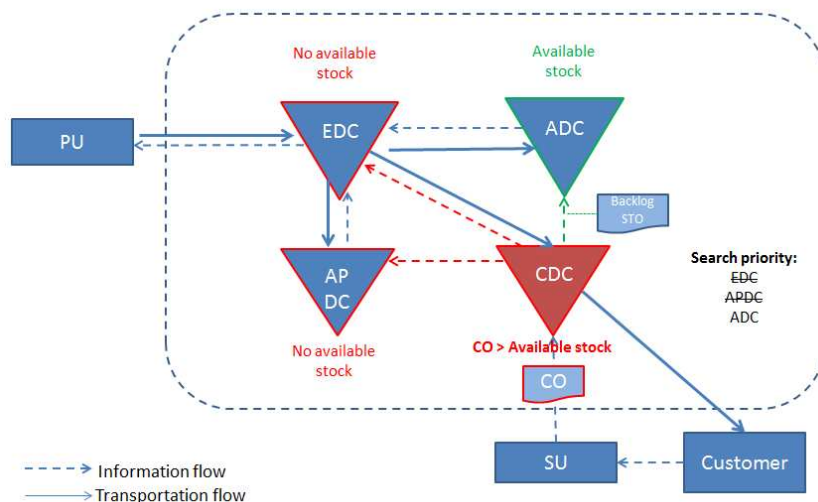 No available
stock
Available
stock
PU
EDC
ADC
Backlog
STO
AP
DC
CDC
Search priority:
EDC
APDC
ADC
No available
stock
CO > Available stock
CO
SU
Customer
Information flow
Transportation flow